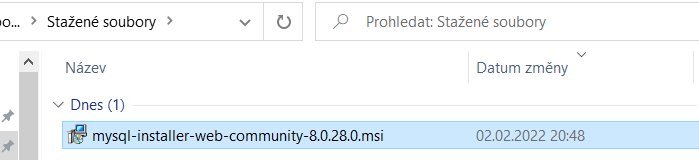 oo... > Stažené soubory >
Prohledat: Stažené soubory
Název
Datum změny
Dnes (1)
mysql-installer-web-community-8.0.28.0.msi
02.02.2022 20:48